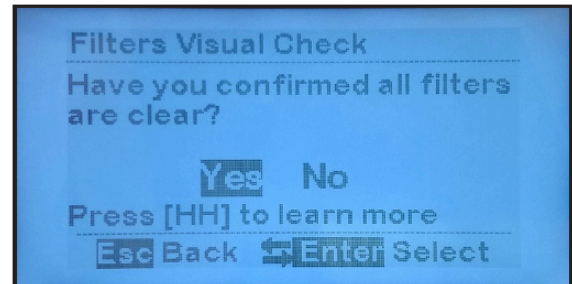 Filters Visual Check
Have you confirmed all filters
are clear?
Yes No
Press [HH] to learn more
Esc Back Enter Select